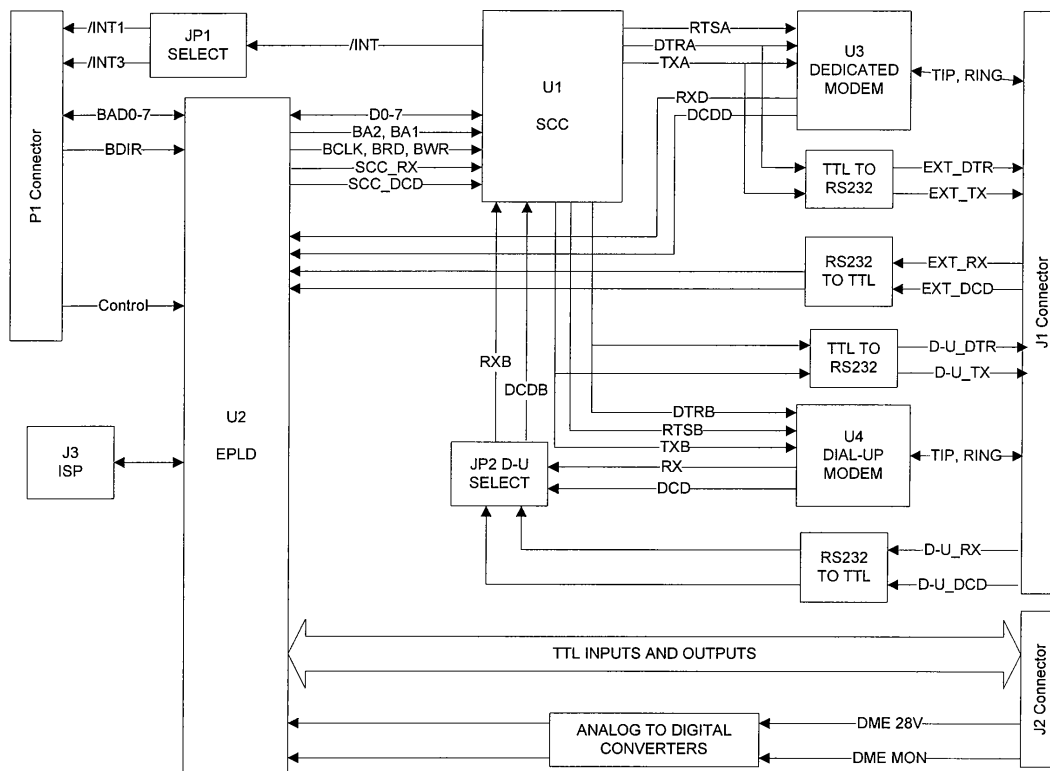 P1 Connector
/INT1
/INT3
JP1
SELECT
/INT
BAD0-7
BDIR
Control
J3
ISP
U2
EPLD
D0-7
BA2, BA1
BCLK, BRD, BWR
SCC_RX
SCC_DCD
U1
SCC
RTSA
DTRA
TXA
RXD
DCDD
U3
DEDICATED
MODEM
TIP, RING
TTL TO
RS232
EXT_DTR
EXT_TX
RS232
TO TTL
EXT_RX
EXT_DCD
J1 Connector
TTL TO
RS232
D-U_DTR
D-U_TX
RXB
DCDB
DTRB
RTSB
TXB
RX
DCD
U4
DIAL-UP
MODEM
TIP, RING
JP2 D-U
SELECT
RS232
TO TTL
D-U_RX
D-U_DCD
TTL INPUTS AND OUTPUTS
J2 Connector
ANALOG TO DIGITAL
CONVERTERS
DME 28V
DME MON